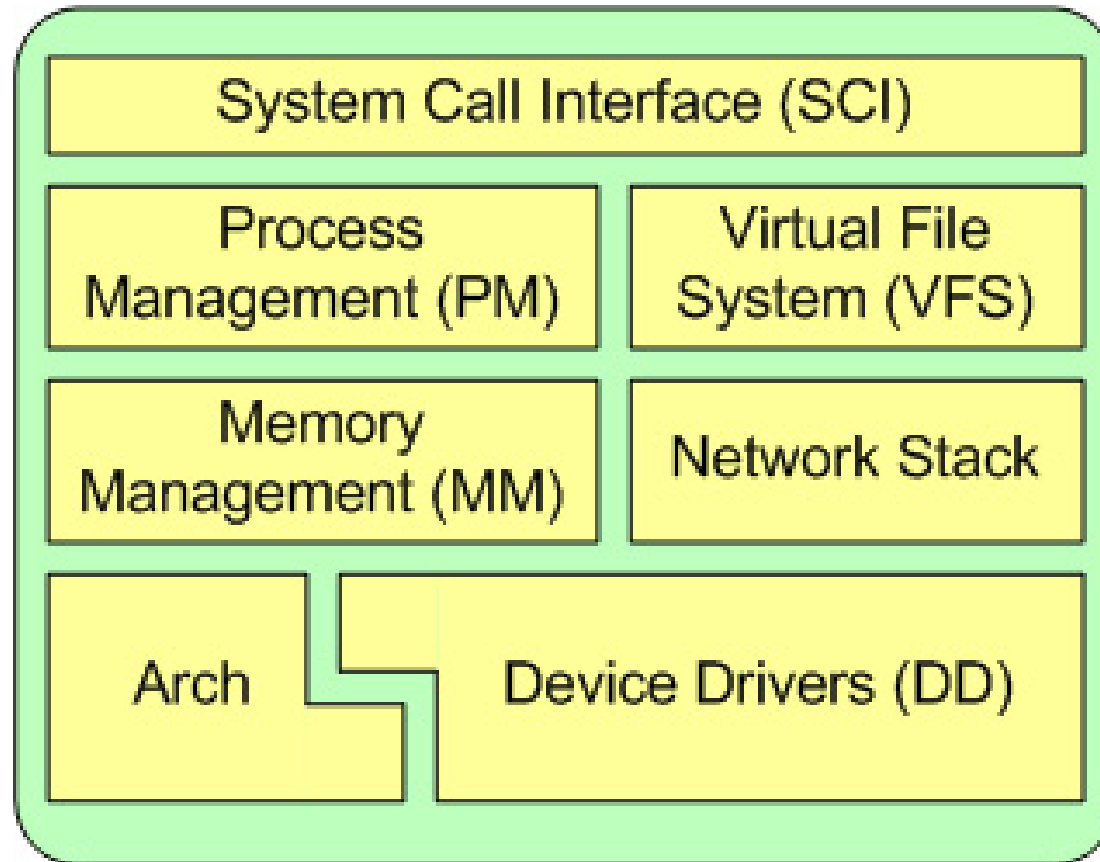 System Call Interface (SCI)
Process
Management (PM)
Virtual File
System (VFS)
Memory
Management (MM)
Network Stack
Arch
Device Drivers (DD)